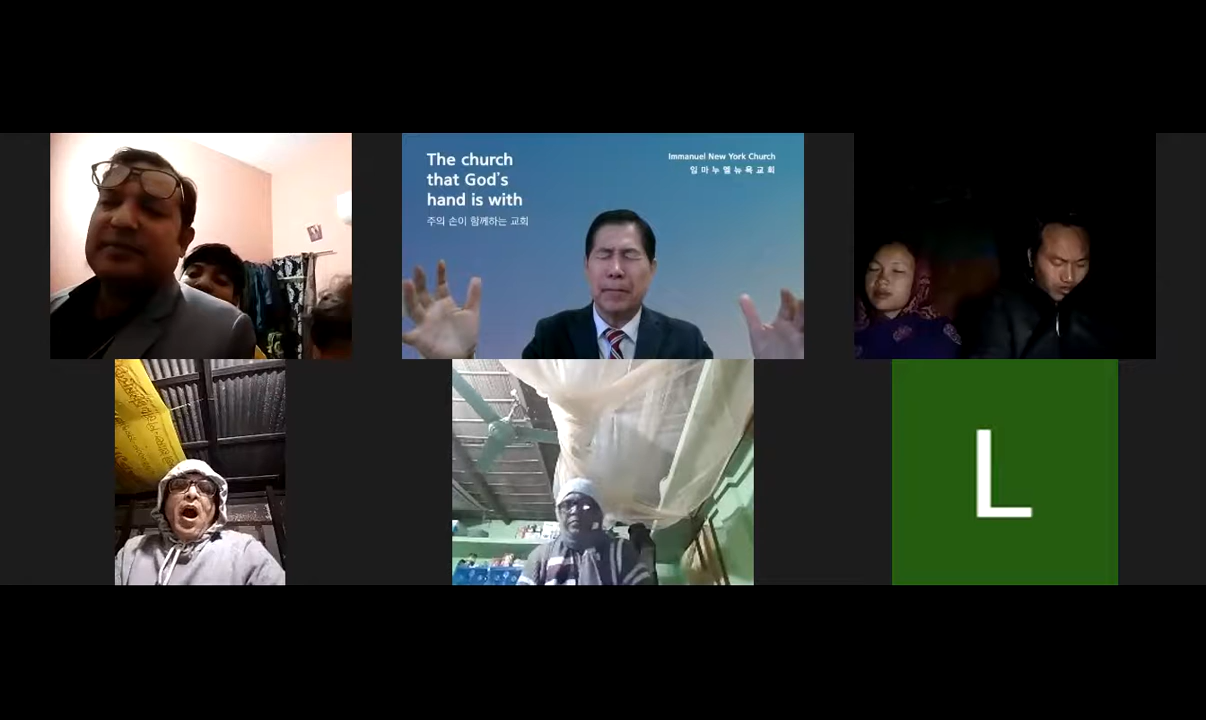 The church
that God's
hand is with
주의 손이 함께하는 교회
Immanuel New York Church
임마누엘뉴욕교회
L